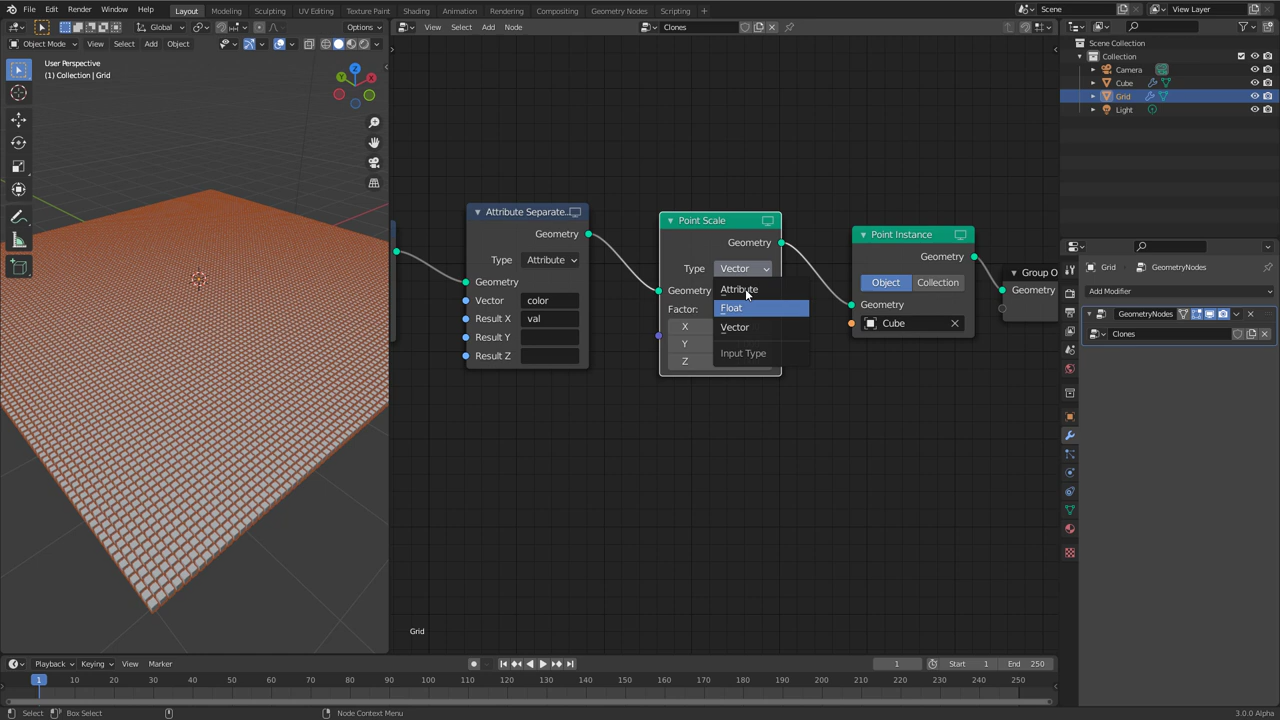 File Edit Render Window Help
Layout Modeling Sculpting UV Editing Texture Paint Shading Animation Rendering Compositing Geometry Nodes Scripting +
Scene
View Layer
Global
Options
View Select Add Node
Clones
Object Mode View Select Add Object
User Perspective
(1) Collection | Grid
Z
Y
X
Attribute Separate..
Geometry
Type Attribute
Geometry
Vector color
Result X val
Result Y
Result Z
Point Scale
Geometry
Type Vector
Geometry
Factor:
X
Y
Z
Attribute
Float
Vector
Input Type
Point Instance
Geometry
Object Collection
Geometry
Cube
Group O
Geometry
Grid
Scene Collection
Collection
Camera
Cube
Grid
Light
Grid GeometryNodes
Add Modifier
GeometryNodes
Clones
Playback Keying View Marker
1 Start 1 End 250
1 10 20 30 40 50 60 70 80 90 100 110 120 130 140 150 160 170 180 190 200 210 220 230 240 250
Select Box Select Node Context Menu
3.0.0 Alpha